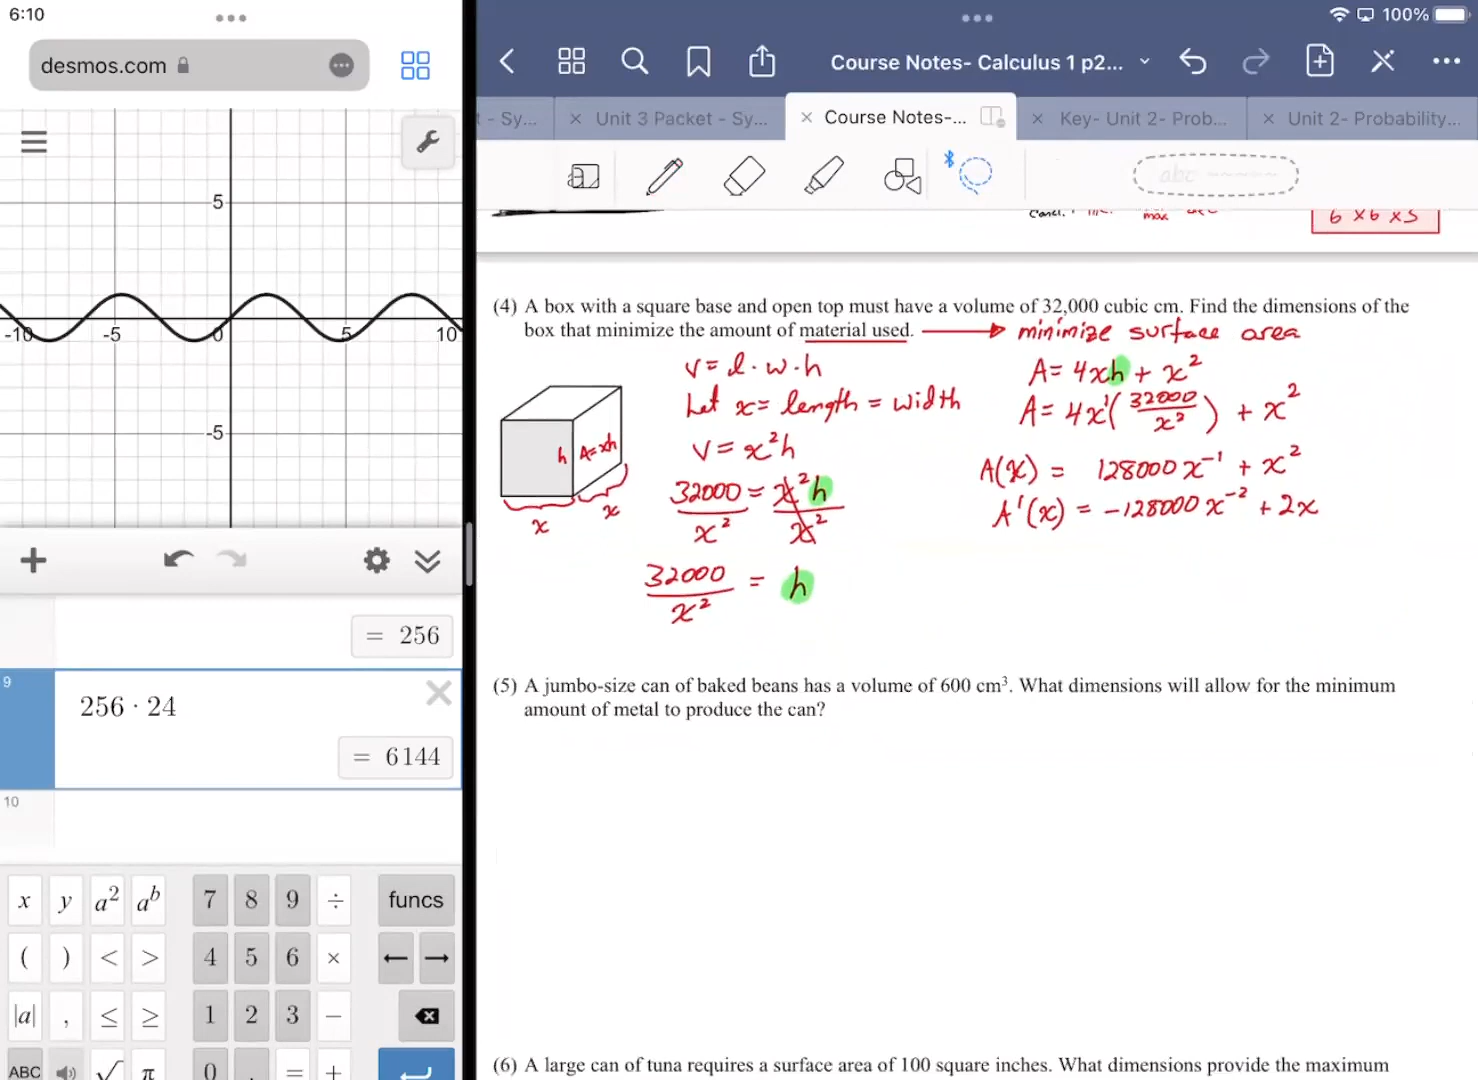 6:10
100%
desmos.com
Course Notes- Calculus 1 p2...
t - Sy...
× Unit 3 Packet - Sy...
× Course Notes-...
× Key- Unit 2- Prob...
× Unit 2- Probability...
abc
a
max
6 x 6 x 3
5
-10
-5
0
5
10
-5
(4) A box with a square base and open top must have a volume of 32,000 cubic cm. Find the dimensions of the
box that minimize the amount of material used. → minimize surface area
V = l · w · h
Let x = length = width
V = x²h
32000 / x² = x²h / x²
32000 / x² = h
h
A=xh
x
x
A = 4xh + x²
A = 4x¹(32000 / x²) + x²
A(x) = 128000x⁻¹ + x²
A'(x) = -128000x⁻² + 2x
(5) A jumbo-size can of baked beans has a volume of 600 cm³. What dimensions will allow for the minimum
amount of metal to produce the can?
(6) A large can of tuna requires a surface area of 100 square inches. What dimensions provide the maximum
= 256
9
256 · 24
= 6144
10
x y a² aᵇ 7 8 9 ÷ funcs
( ) < > 4 5 6 × ← →
|a| , ≤ ≥ 1 2 3 −
ABC √ π 0 . = +